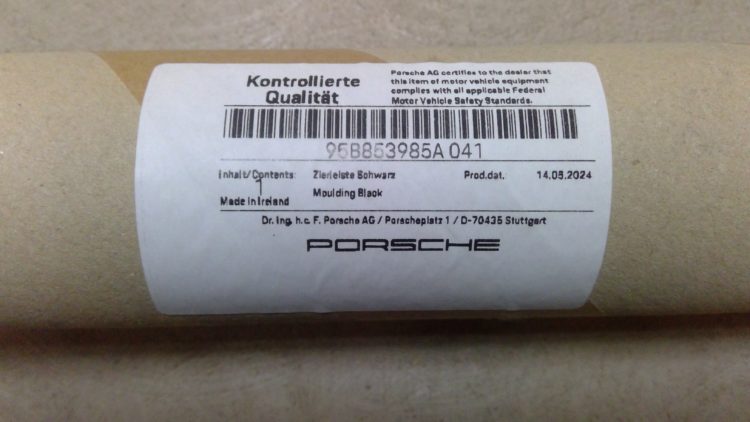 Kontrollierte
Qualität
Porsche AG certifies to the dealer that
this item of motor vehicle equipment
complies with all applicable Federal
Motor Vehicle Safety Standards.
95B853985A 041
Inhalt/Contents: Zierleiste Schwarz Prod.dat. 14.08.2024
1 Moulding Black
Made in Ireland
Dr. Ing. h.c. F. Porsche AG / Porscheplatz 1 / D-70435 Stuttgart
PORSCHE